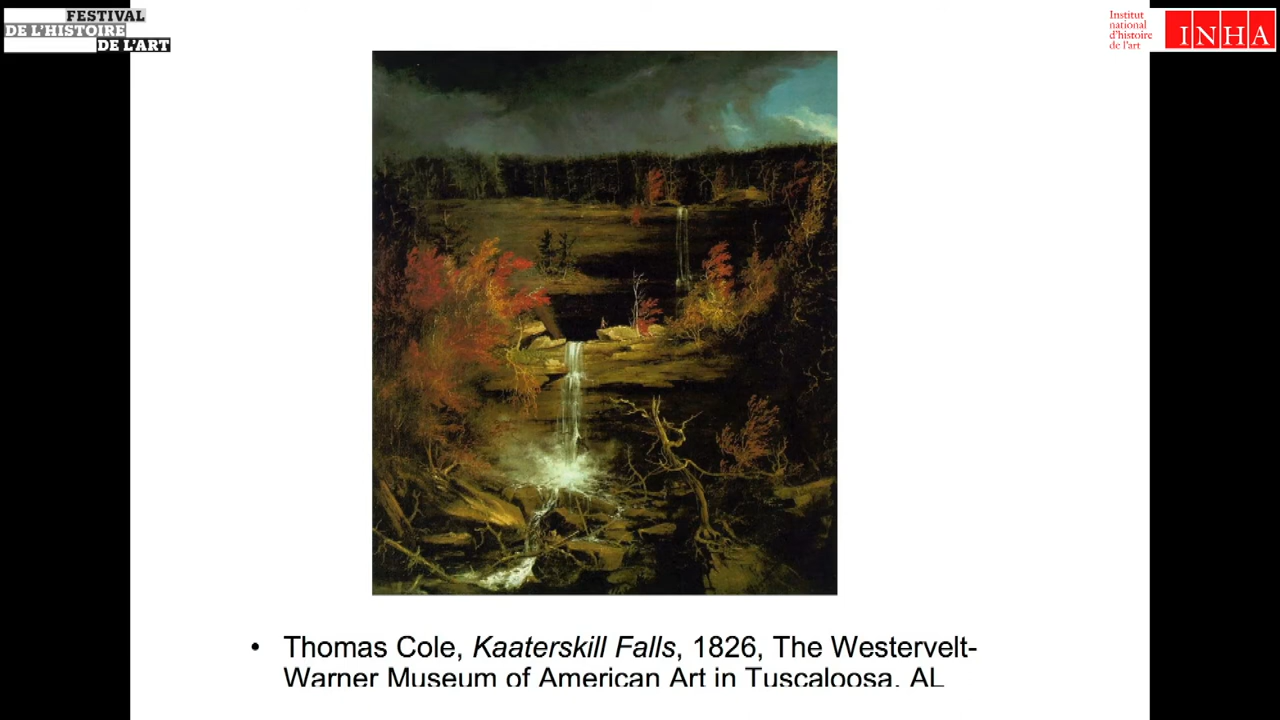 FESTIVAL
DE L'HISTOIRE
DE L'ART
Institut
national
d'histoire
de l'art
INHA
• Thomas Cole, Kaaterskill Falls, 1826, The Westervelt-
Warner Museum of American Art in Tuscaloosa, AL